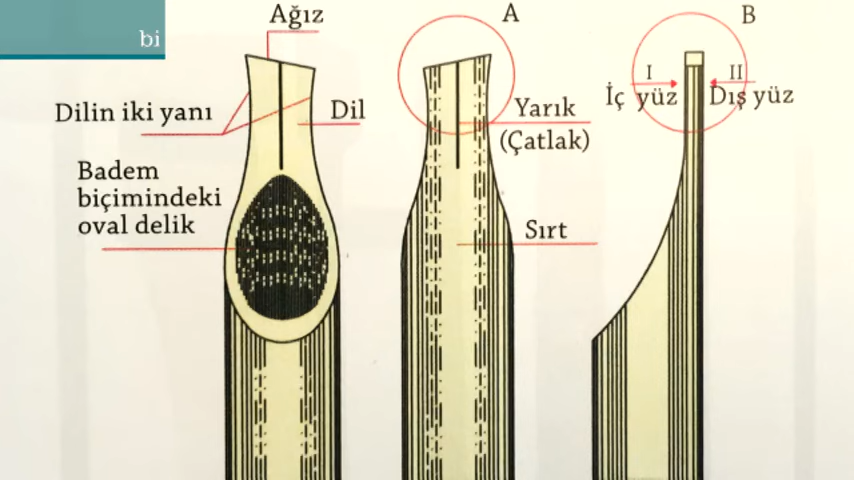 bi
Ağız
A
B
Dilin iki yanı
Dil
Yarık
(Çatlak)
I
II
İç yüz
Dış yüz
Badem
biçimindeki
oval delik
Sırt